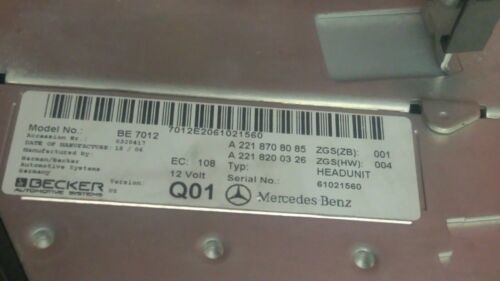 7012E2061021560
Model No.: BE 7012 A 221 870 80 85 ZGS(ZB): 001
Accession Nr.: 0320417 A 221 820 03 26 ZGS(HW): 004
DATE OF MANUFACTURE: 12 / 06
Manufactured by: EC: 108 Typ: HEADUNIT
Harman/Becker 12 Volt Serial No.: 61021560
Automotive Systems
Germany Version: Q01 Mercedes-Benz
BECKER
AUTOMOTIVE SYSTEMS